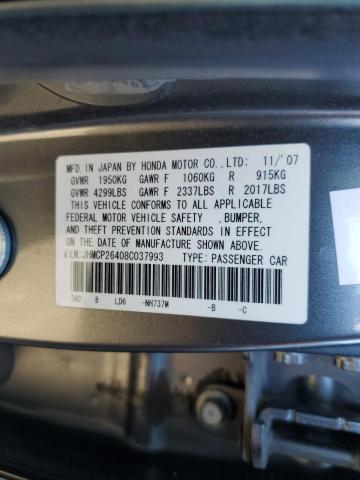 MFD. IN JAPAN BY HONDA MOTOR CO., LTD: 11/'07
GVWR 1950KG GAWR F 1060KG R 915KG
GVWR 4299LBS GAWR F 2337LBS R 2017LBS
THIS VEHICLE CONFORMS TO ALL APPLICABLE
FEDERAL MOTOR VEHICLE SAFETY ,BUMPER,
AND THEFT PREVENTION STANDARDS IN EFFECT
ON THE DATE OF MANUFACTURE SHOWN ABOVE.
V.I.N:JHMCP26408C037993 TYPE: PASSENGER CAR
TAO 8 LD6 -NH737M -B -C